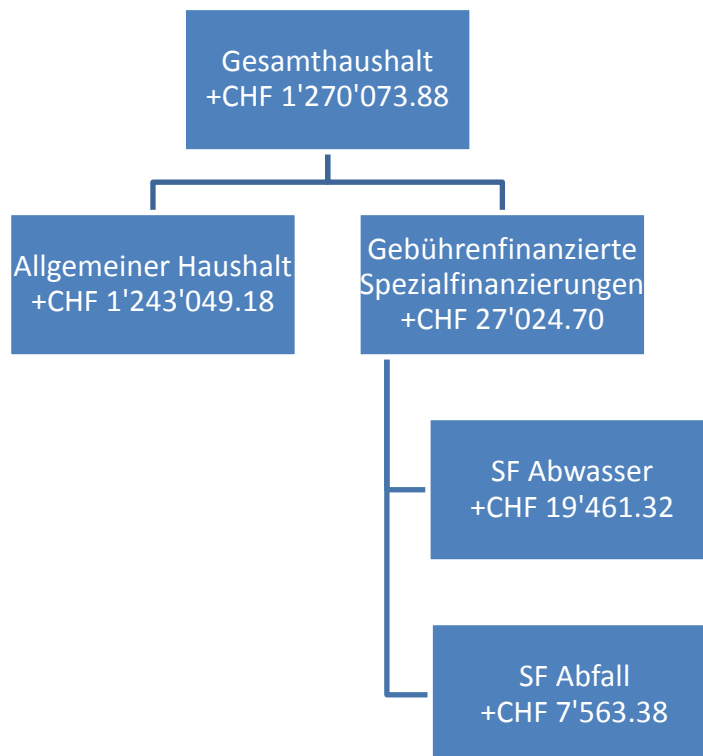 Gesamthaushalt
+CHF 1'270'073.88
Allgemeiner Haushalt
+CHF 1'243'049.18
Gebührenfinanzierte
Spezialfinanzierungen
+CHF 27'024.70
SF Abwasser
+CHF 19'461.32
SF Abfall
+CHF 7'563.38